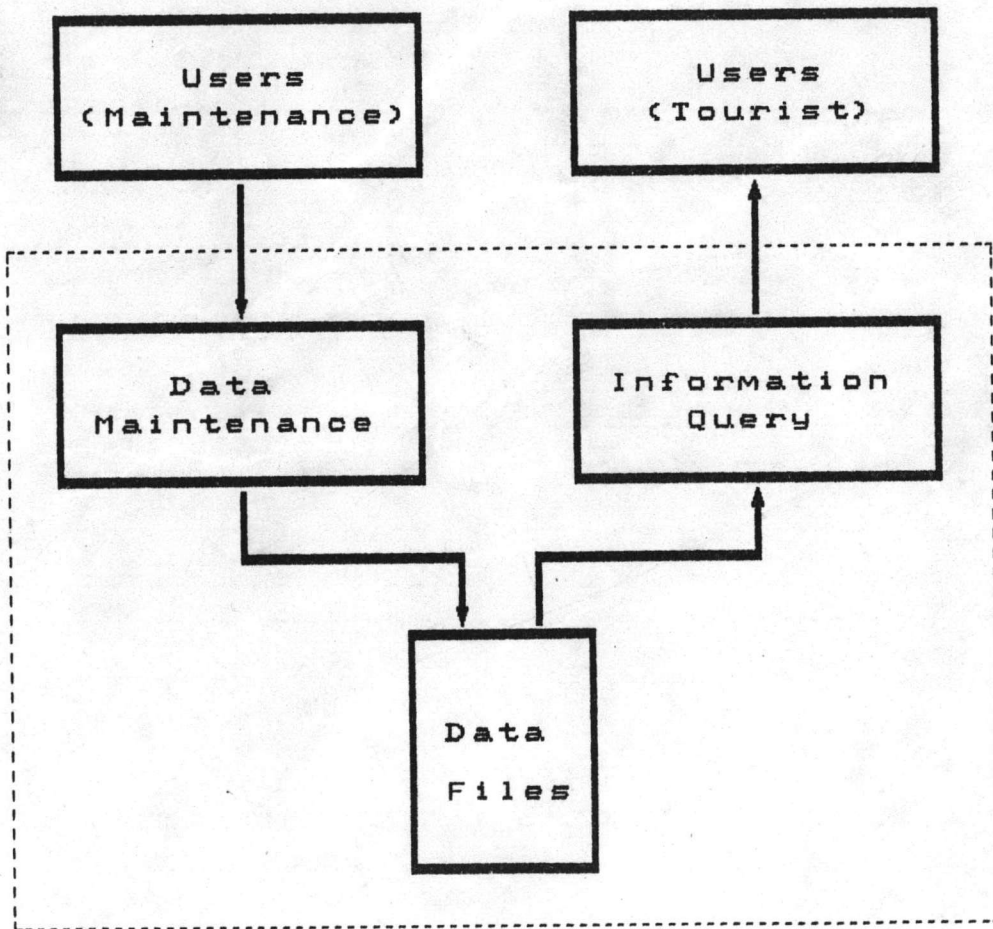 Users
(Maintenance)
Users
(Tourist)
Data
Maintenance
Information
Query
Data
Files